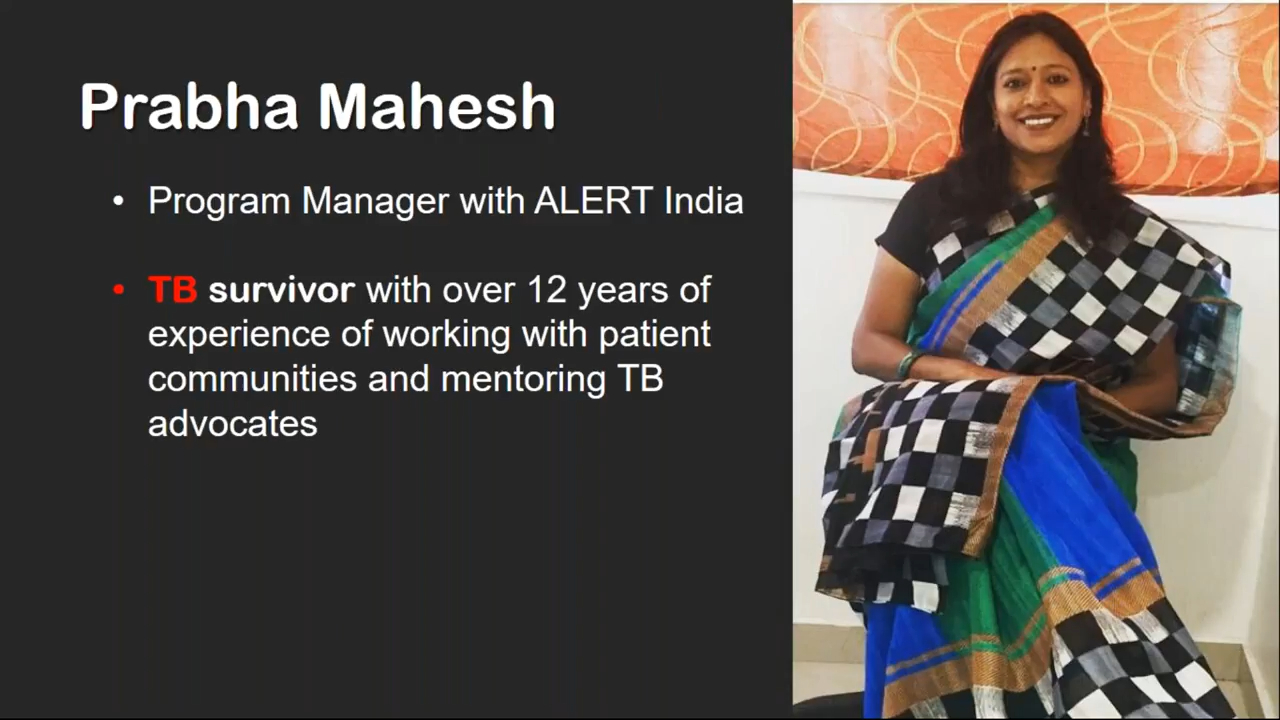 Prabha Mahesh
• Program Manager with ALERT India
• TB survivor with over 12 years of
experience of working with patient
communities and mentoring TB
advocates